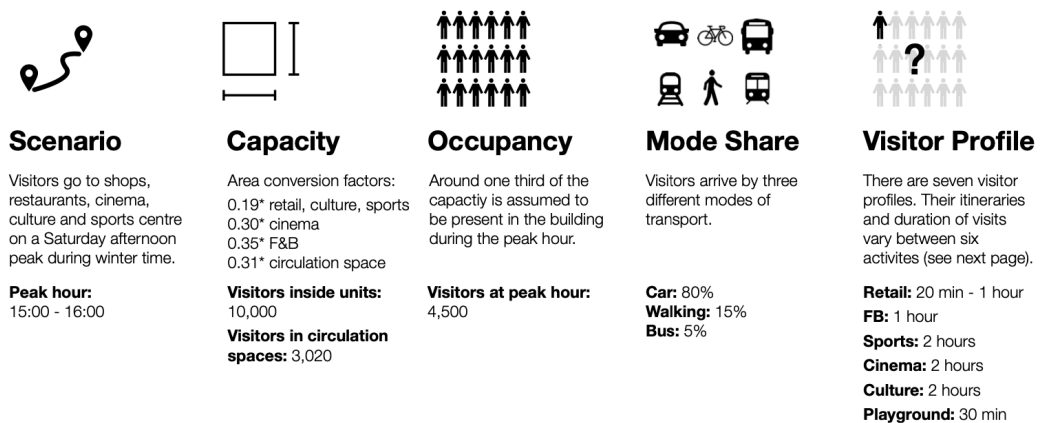 ?
Scenario
Visitors go to shops,
restaurants, cinema,
culture and sports centre
on a Saturday afternoon
peak during winter time.
Peak hour:
15:00 - 16:00
Capacity
Area conversion factors:
0.19* retail, culture, sports
0.30* cinema
0.35* F&B
0.31* circulation space
Visitors inside units:
10,000
Visitors in circulation
spaces: 3,020
Occupancy
Around one third of the
capactiy is assumed to
be present in the building
during the peak hour.
Visitors at peak hour:
4,500
Mode Share
Visitors arrive by three
different modes of
transport.
Car: 80%
Walking: 15%
Bus: 5%
Visitor Profile
There are seven visitor
profiles. Their itineraries
and duration of visits
vary between six
activites (see next page).
Retail: 20 min - 1 hour
FB: 1 hour
Sports: 2 hours
Cinema: 2 hours
Culture: 2 hours
Playground: 30 min